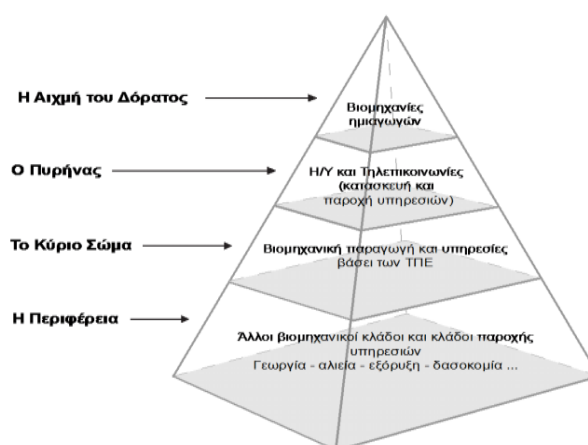 Η Αιχμή του Δόρατος
Βιομηχανίες
ημιαγωγών
Ο Πυρήνας
Η/Υ και Τηλεπικοινωνίες
(κατασκευή και
παροχή υπηρεσιών)
Το Κύριο Σώμα
Βιομηχανική παραγωγή και υπηρεσίες
βάσει των ΤΠΕ
Η Περιφέρεια
Άλλοι βιομηχανικοί κλάδοι και κλάδοι παροχής
υπηρεσιών
Γεωργία - αλιεία - εξόρυξη - δασοκομία ...